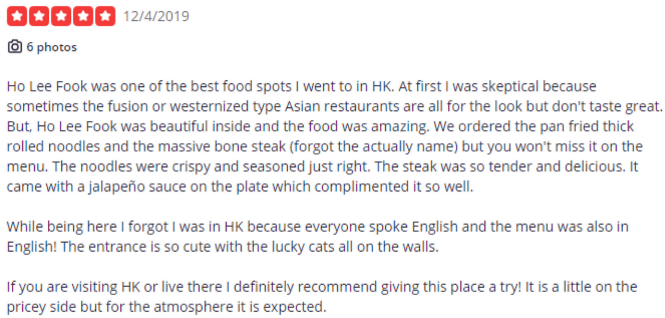 12/4/2019
6 photos
Ho Lee Fook was one of the best food spots I went to in HK. At first I was skeptical because
sometimes the fusion or westernized type Asian restaurants are all for the look but don't taste great.
But, Ho Lee Fook was beautiful inside and the food was amazing. We ordered the pan fried thick
rolled noodles and the massive bone steak (forgot the actually name) but you won't miss it on the
menu. The noodles were crispy and seasoned just right. The steak was so tender and delicious. It
came with a jalapeño sauce on the plate which complimented it so well.
While being here I forgot I was in HK because everyone spoke English and the menu was also in
English! The entrance is so cute with the lucky cats all on the walls.
If you are visiting HK or live there I definitely recommend giving this place a try! It is a little on the
pricey side but for the atmosphere it is expected.